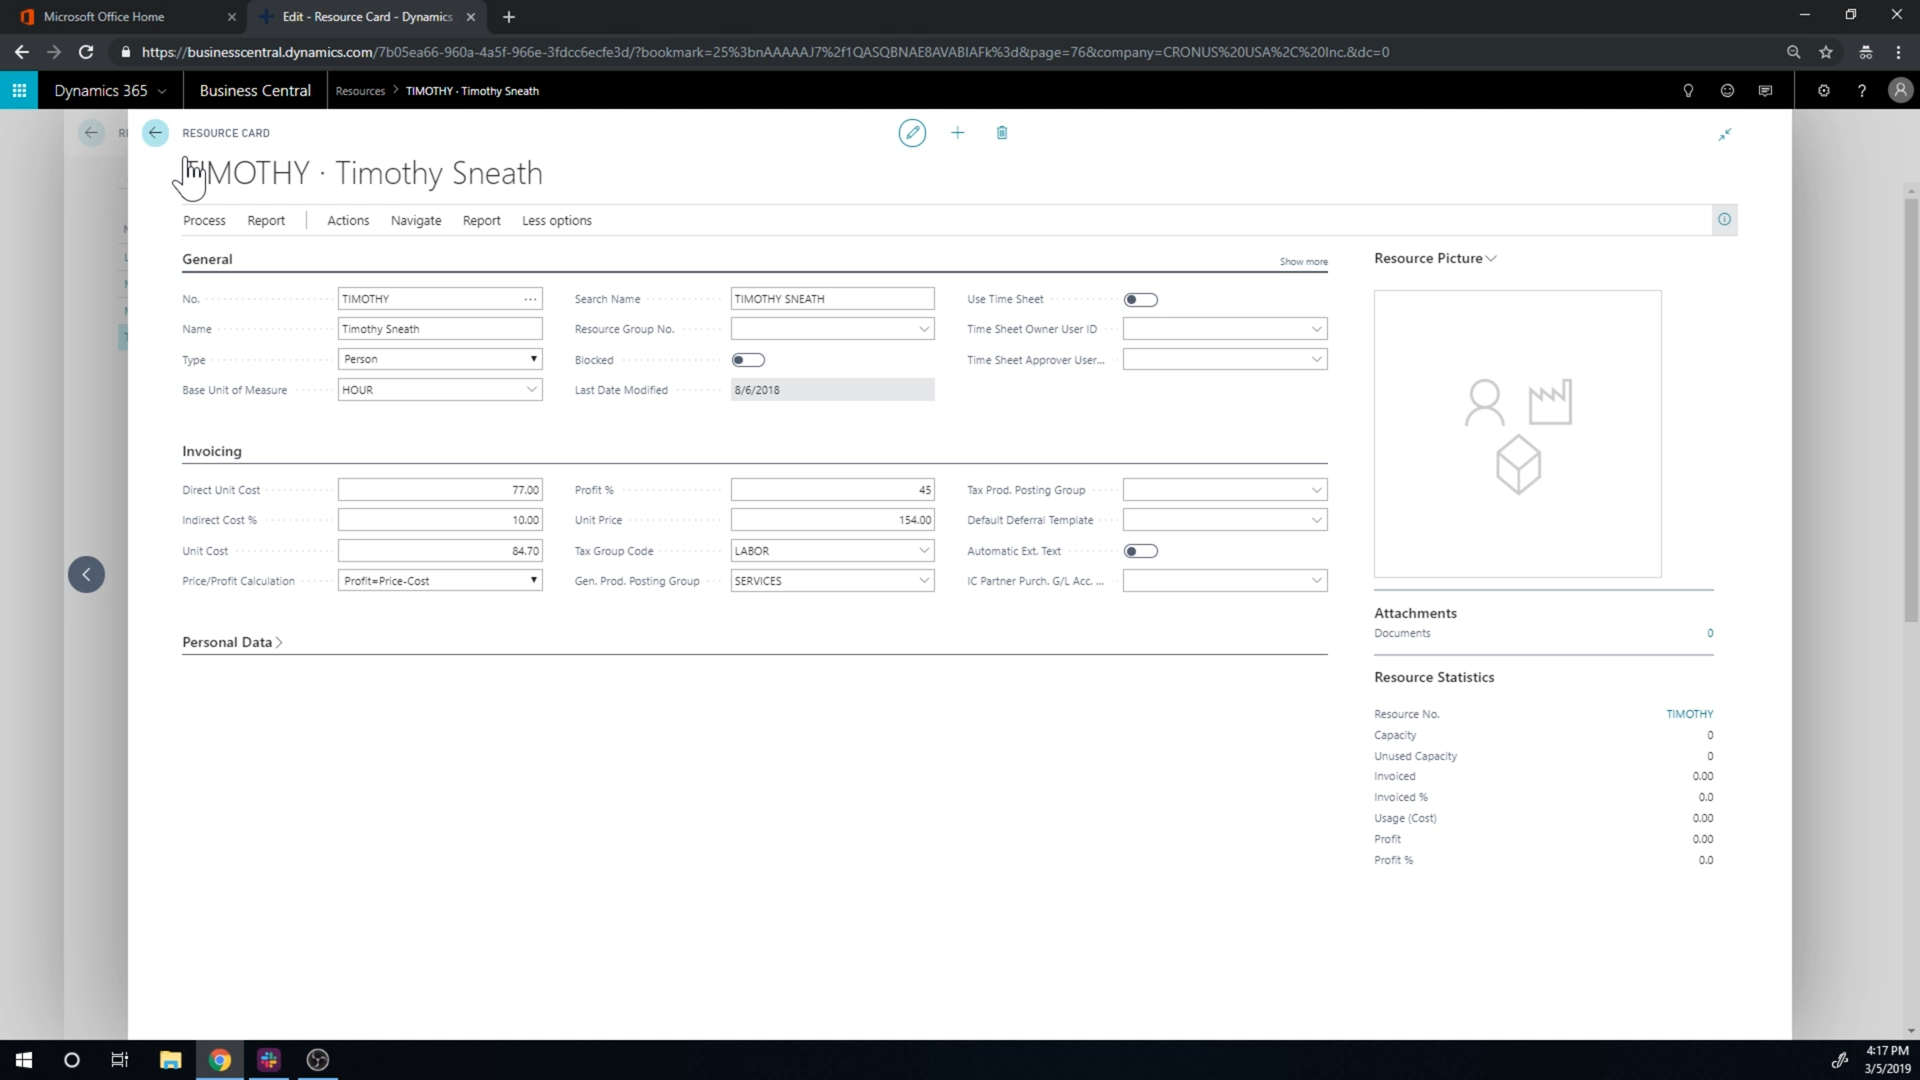 Microsoft Office Home
Edit - Resource Card - Dynamics
https://businesscentral.dynamics.com/7b05ea66-960a-4a5f-966e-3fdcc6ecfe3d/?bookmark=25%3bnAAAAAJ7%2f1QASQBNAE8AVABIAFk%3d&page=76&company=CRONUS%20USA%2C%20Inc.&dc=0
Dynamics 365
Business Central
Resources > TIMOTHY · Timothy Sneath
RESOURCE CARD
TIMOTHY · Timothy Sneath
Process Report Actions Navigate Report Less options
General
Show more
No. TIMOTHY ...
Name Timothy Sneath
Type Person
Base Unit of Measure HOUR
Search Name TIMOTHY SNEATH
Resource Group No.
Blocked
Last Date Modified 8/6/2018
Use Time Sheet
Time Sheet Owner User ID
Time Sheet Approver User...
Invoicing
Direct Unit Cost 77.00
Indirect Cost % 10.00
Unit Cost 84.70
Price/Profit Calculation Profit=Price-Cost
Profit % 45
Unit Price 154.00
Tax Group Code LABOR
Gen. Prod. Posting Group SERVICES
Tax Prod. Posting Group
Default Deferral Template
Automatic Ext. Text
IC Partner Purch. G/L Acc. ...
Personal Data
Resource Picture
Attachments
Documents 0
Resource Statistics
Resource No. TIMOTHY
Capacity 0
Unused Capacity 0
Invoiced 0.00
Invoiced % 0.0
Usage (Cost) 0.00
Profit 0.00
Profit % 0.0
4:17 PM
3/5/2019